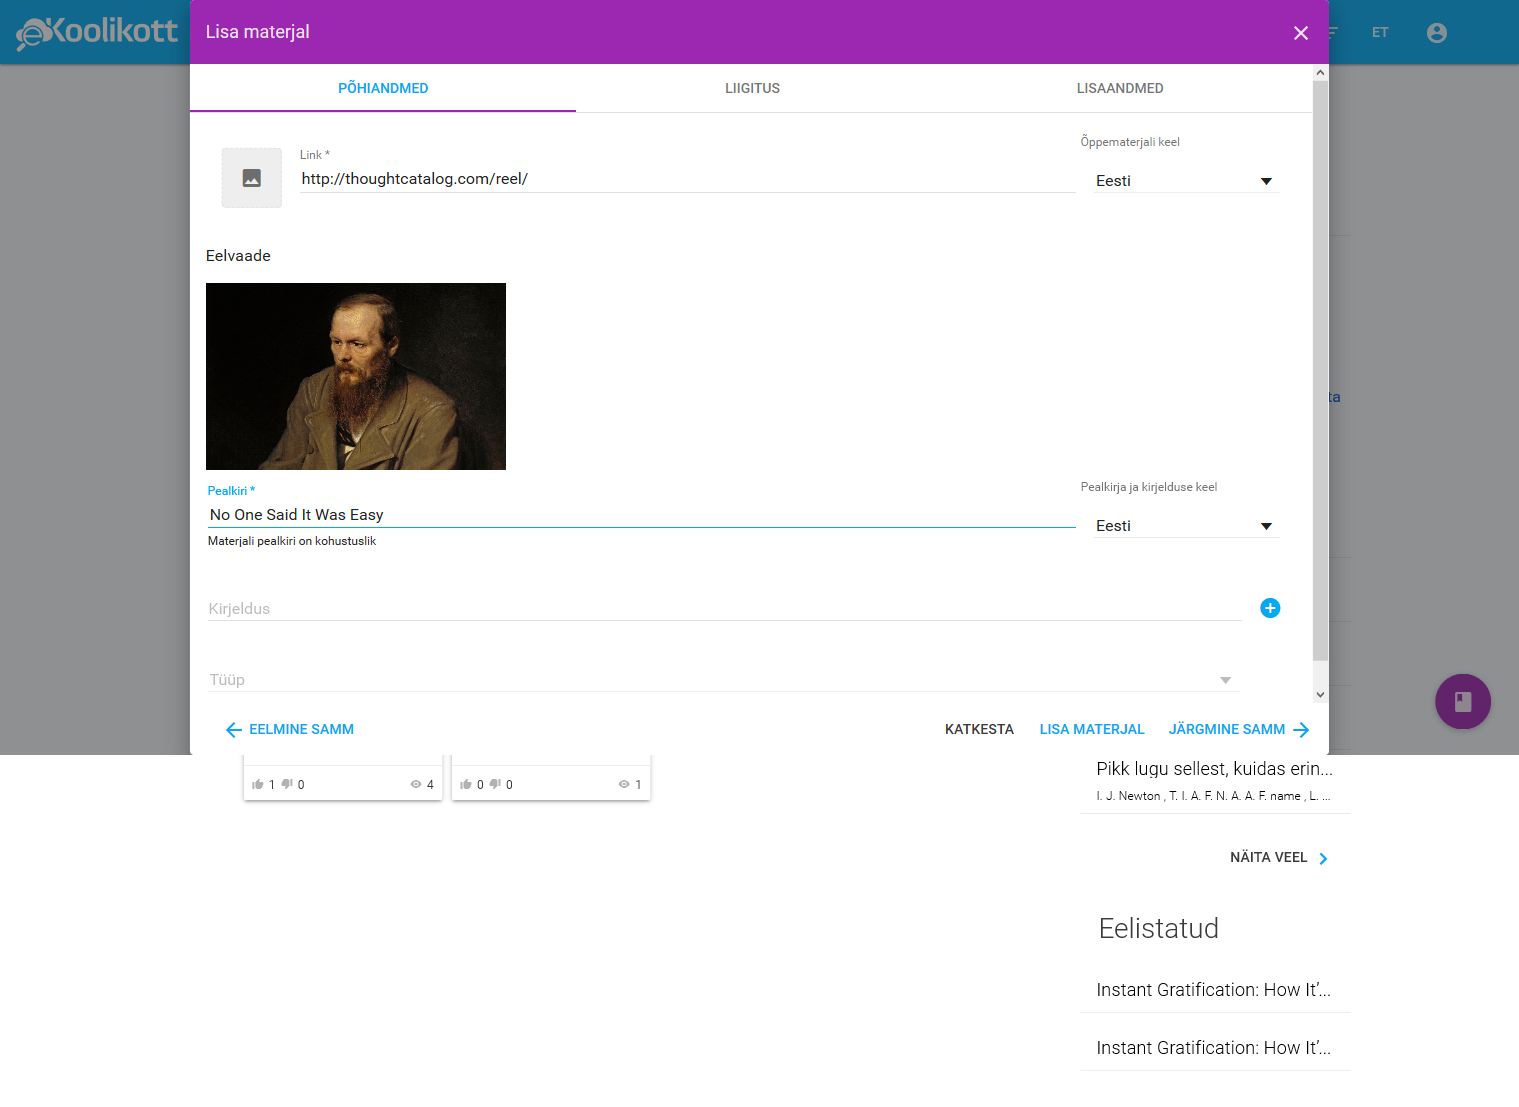 eKoolikott
Lisa materjal
ET
PÕHIANDMED
LIIGITUS
LISAANDMED
Link *
http://thoughtcatalog.com/reel/
Õppematerjali keel
Eesti
Eelvaade
ta
Pealkiri *
No One Said It Was Easy
Materjali pealkiri on kohustuslik
Pealkirja ja kirjelduse keel
Eesti
Kirjeldus
Tüüp
EELMINE SAMM
KATKESTA
LISA MATERJAL
JÄRGMINE SAMM
1 0 4
0 0 1
Pikk lugu sellest, kuidas erin...
I. J. Newton , T. I. A. F. N. A. A. F. name , L. ...
NÄITA VEEL
Eelistatud
Instant Gratification: How It’...
Instant Gratification: How It’...